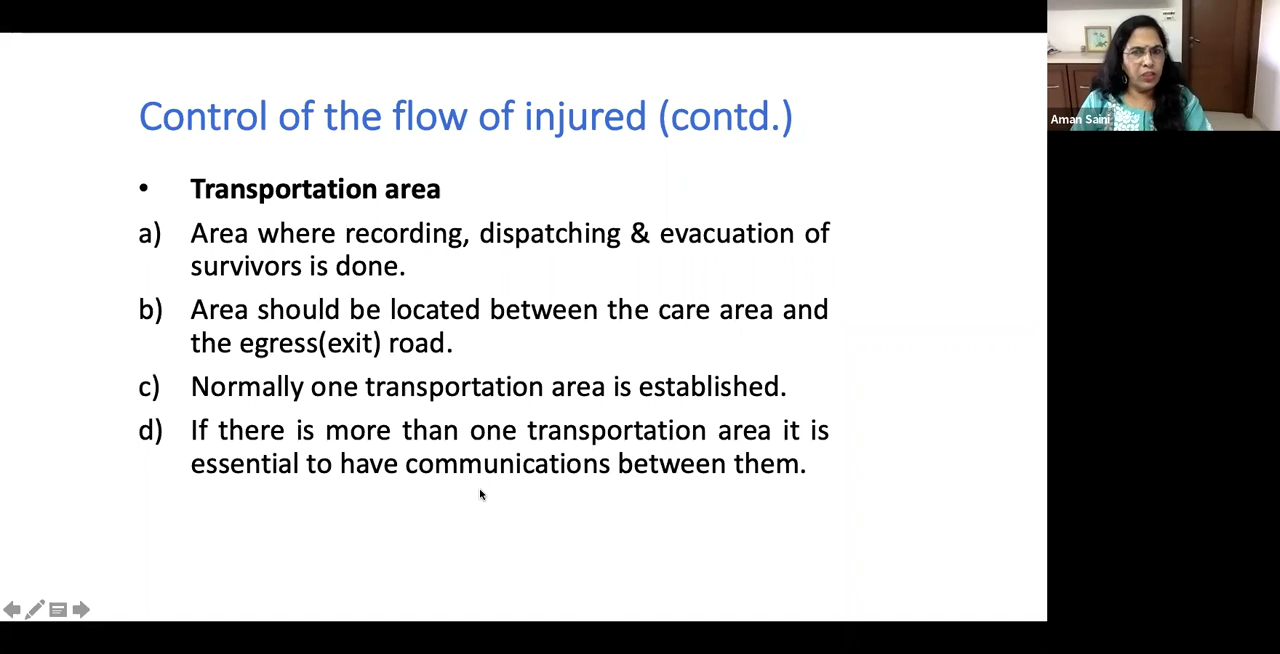 Control of the flow of injured (contd.)
• Transportation area
a) Area where recording, dispatching & evacuation of
survivors is done.
b) Area should be located between the care area and
the egress(exit) road.
c) Normally one transportation area is established.
d) If there is more than one transportation area it is
essential to have communications between them.
Aman Saini